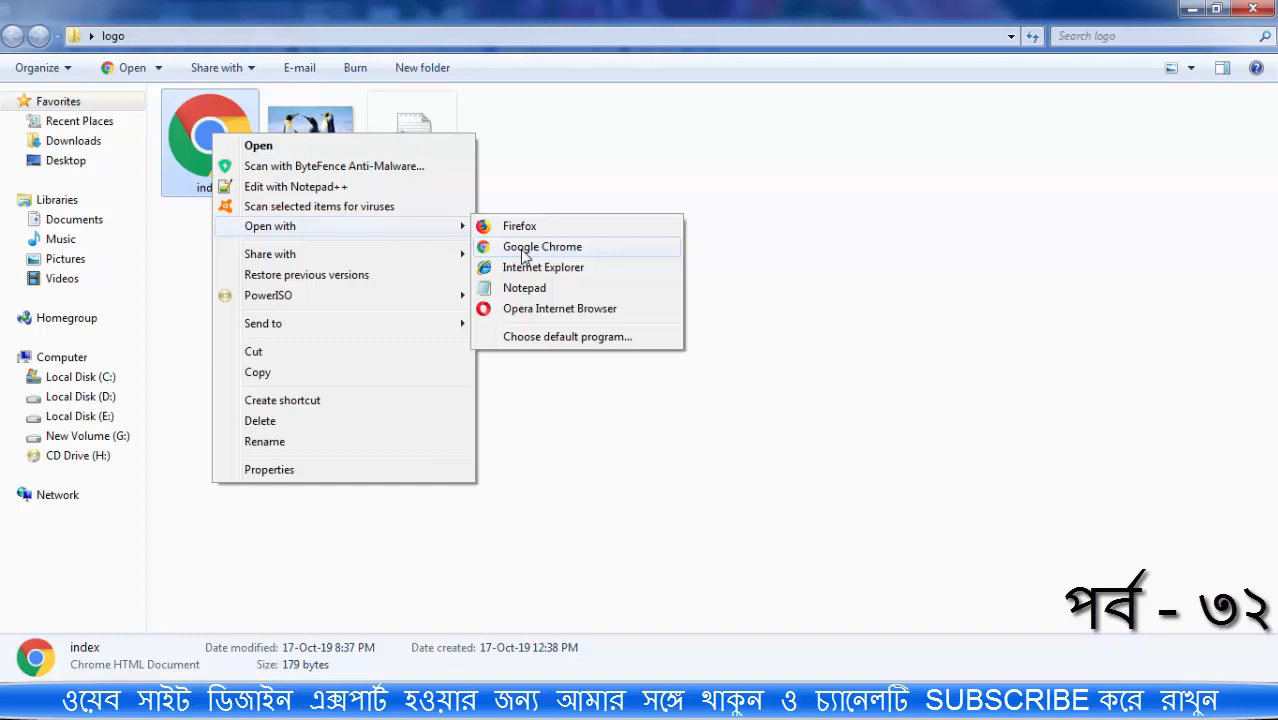 logo
Search logo
Organize
Open
Share with
E-mail
Burn
New folder
Favorites
Recent Places
Downloads
Desktop
Libraries
Documents
Music
Pictures
Videos
Homegroup
Computer
Local Disk (C:)
Local Disk (D:)
Local Disk (E:)
New Volume (G:)
CD Drive (H:)
Network
Open
Scan with ByteFence Anti-Malware...
Edit with Notepad++
Scan selected items for viruses
Open with
Share with
Restore previous versions
PowerISO
Send to
Cut
Copy
Create shortcut
Delete
Rename
Properties
Firefox
Google Chrome
Internet Explorer
Notepad
Opera Internet Browser
Choose default program...
পর্ব - ৩২
index
Date modified: 17-Oct-19 8:37 PM
Date created: 17-Oct-19 12:38 PM
Chrome HTML Document
Size: 179 bytes
ওয়েব সাইট ডিজাইন এক্সপার্ট হওয়ার জন্য আমার সঙ্গে থাকুন ও চ্যানেলটি SUBSCRIBE করে রাখুন